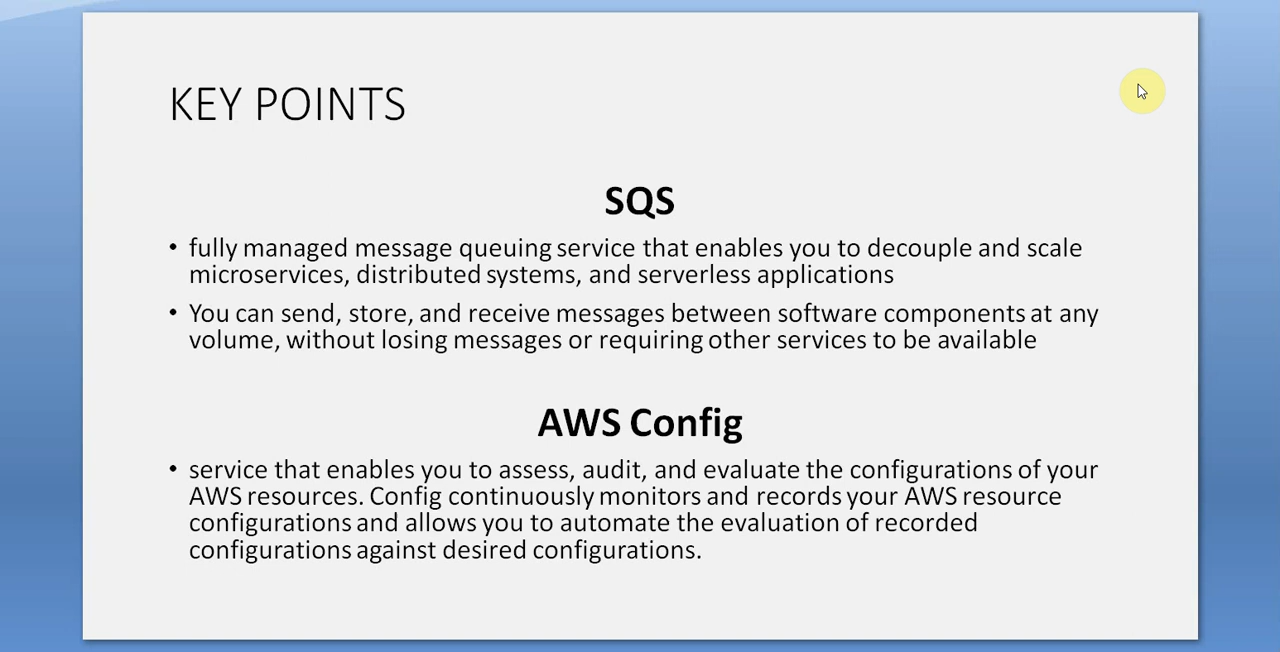 KEY POINTS
SQS
• fully managed message queuing service that enables you to decouple and scale
microservices, distributed systems, and serverless applications
• You can send, store, and receive messages between software components at any
volume, without losing messages or requiring other services to be available
AWS Config
• service that enables you to assess, audit, and evaluate the configurations of your
AWS resources. Config continuously monitors and records your AWS resource
configurations and allows you to automate the evaluation of recorded
configurations against desired configurations.